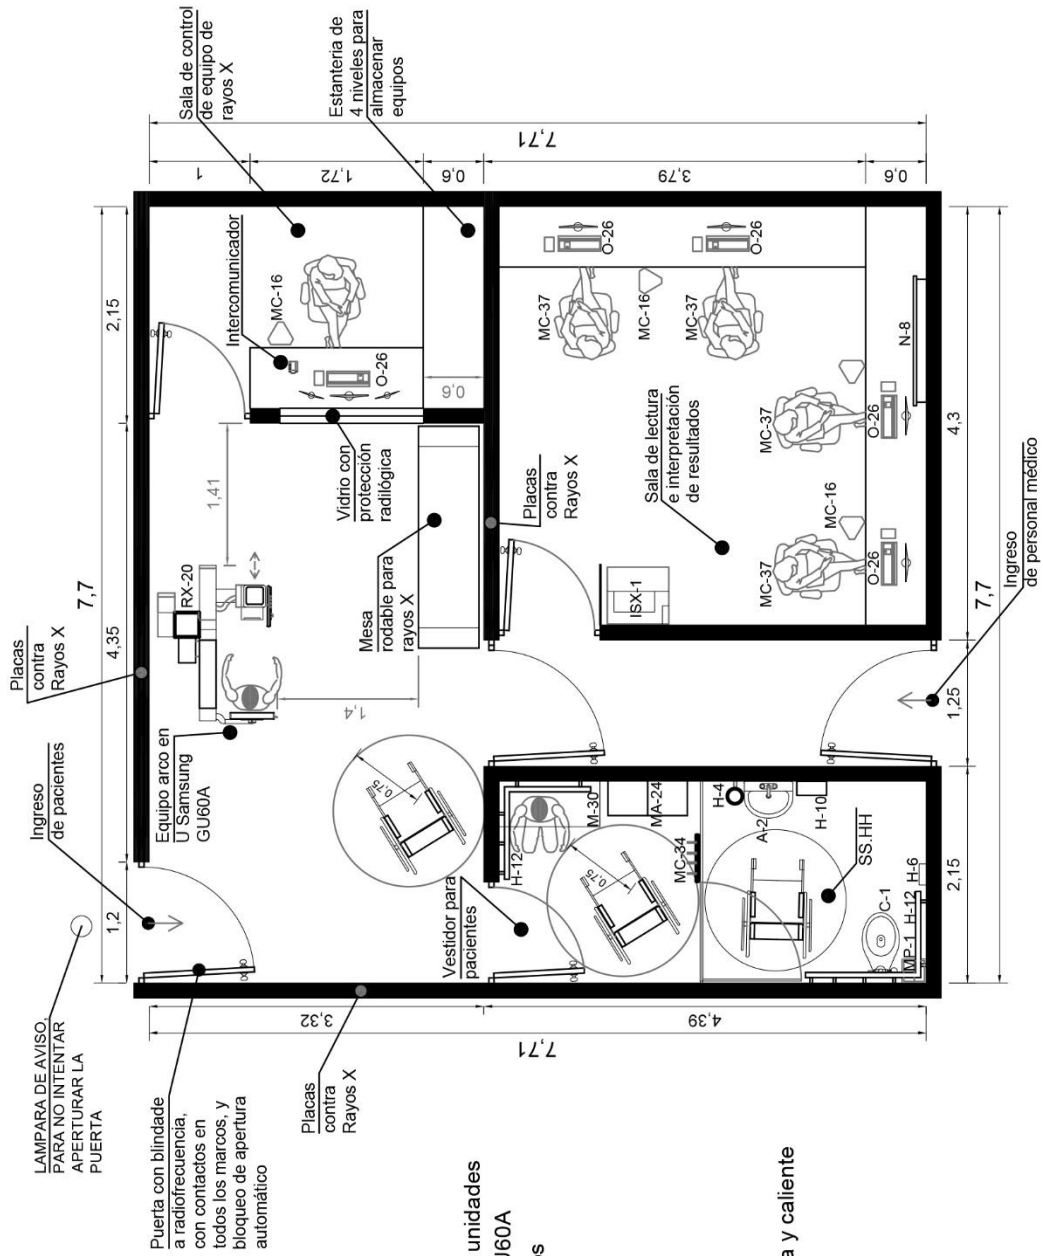 LAMPARA DE AVISO,
PARA NO INTENTAR
APERTURAR LA
PUERTA
Ingreso
de pacientes
Placas
contra
Rayos X
Puerta con blindade
a radiofrecuencia,
con contactos en
todos los marcos, y
bloqueo de apertura
automático
Equipo arco en
U Samsung
GU60A
Sala de control
de equipo de
rayos X
Estanteria de
4 niveles para
almacenar
equipos
7,7
1,2
4,35
2,15
7,71
1
1,72
0,6
3,79
0,6
RX-20
1,41
1,4
Intercomunicador
MC-16
O-26
0,6
Vidrio con
protección
radilógica
Mesa
rodable para
rayos X
Placas
contra
Rayos X
0,75
Vestidor para
pacientes
H-12
M-30
MA-24
0,75
MC-34
H-4
A-2
H-10
SS.HH
C-1
H-6
H-12
MP-1
ISX-1
Sala de lectura
e interpretación
de resultados
MC-37
MC-16
MC-37
O-26
O-26
MC-37
MC-16
MC-37
O-26
O-26
N-8
3,32
4,39
7,71
Placas
contra
Rayos X
2,15
1,25
4,3
7,7
Ingreso
de personal médico
unidades
U60A
s
a y caliente